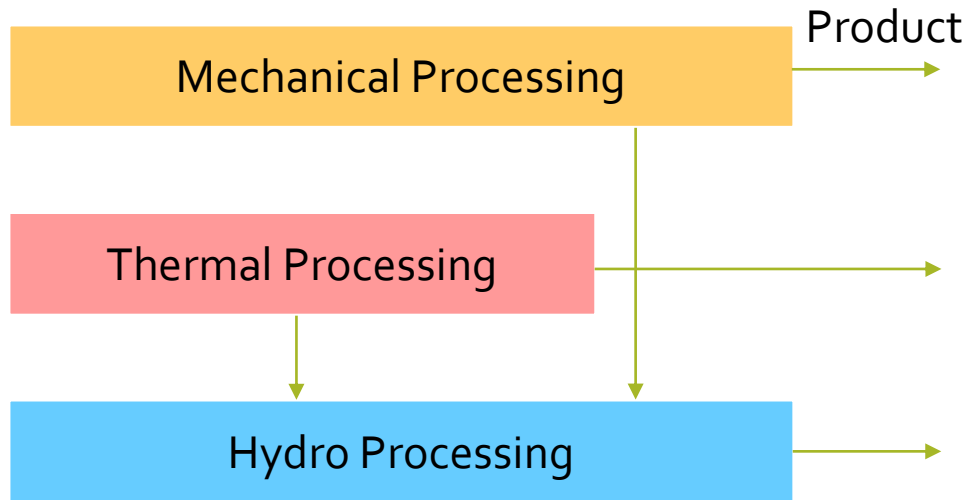 Product
Mechanical Processing
Thermal Processing
Hydro Processing